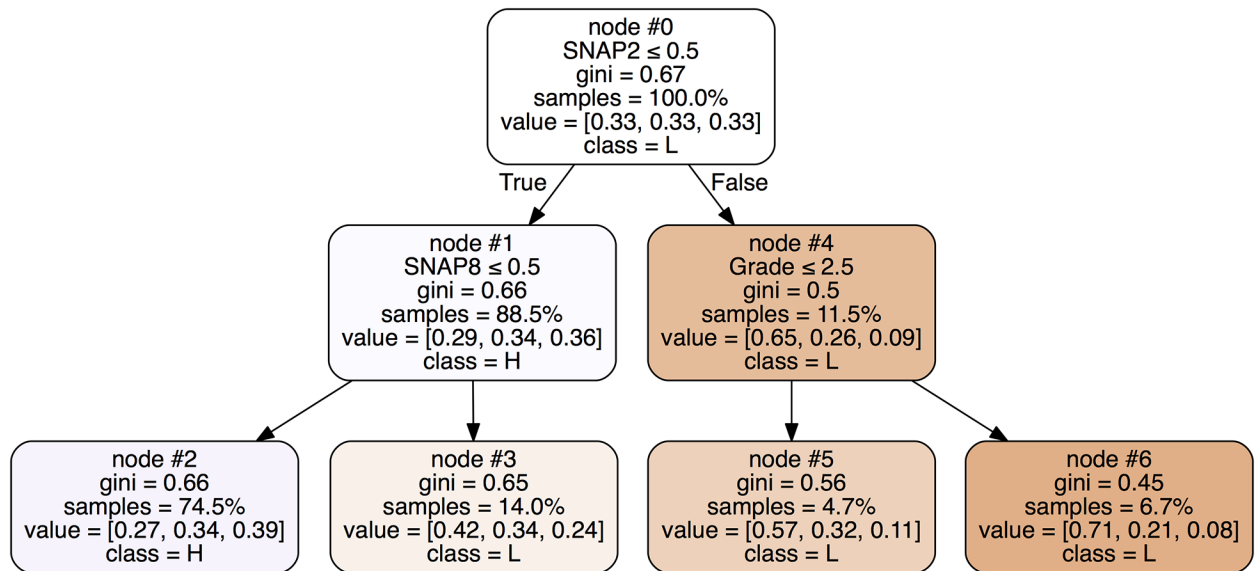 node #0
SNAP2 ≤ 0.5
gini = 0.67
samples = 100.0%
value = [0.33, 0.33, 0.33]
class = L
True
False
node #1
SNAP8 ≤ 0.5
gini = 0.66
samples = 88.5%
value = [0.29, 0.34, 0.36]
class = H
node #4
Grade ≤ 2.5
gini = 0.5
samples = 11.5%
value = [0.65, 0.26, 0.09]
class = L
node #2
gini = 0.66
samples = 74.5%
value = [0.27, 0.34, 0.39]
class = H
node #3
gini = 0.65
samples = 14.0%
value = [0.42, 0.34, 0.24]
class = L
node #5
gini = 0.56
samples = 4.7%
value = [0.57, 0.32, 0.11]
class = L
node #6
gini = 0.45
samples = 6.7%
value = [0.71, 0.21, 0.08]
class = L